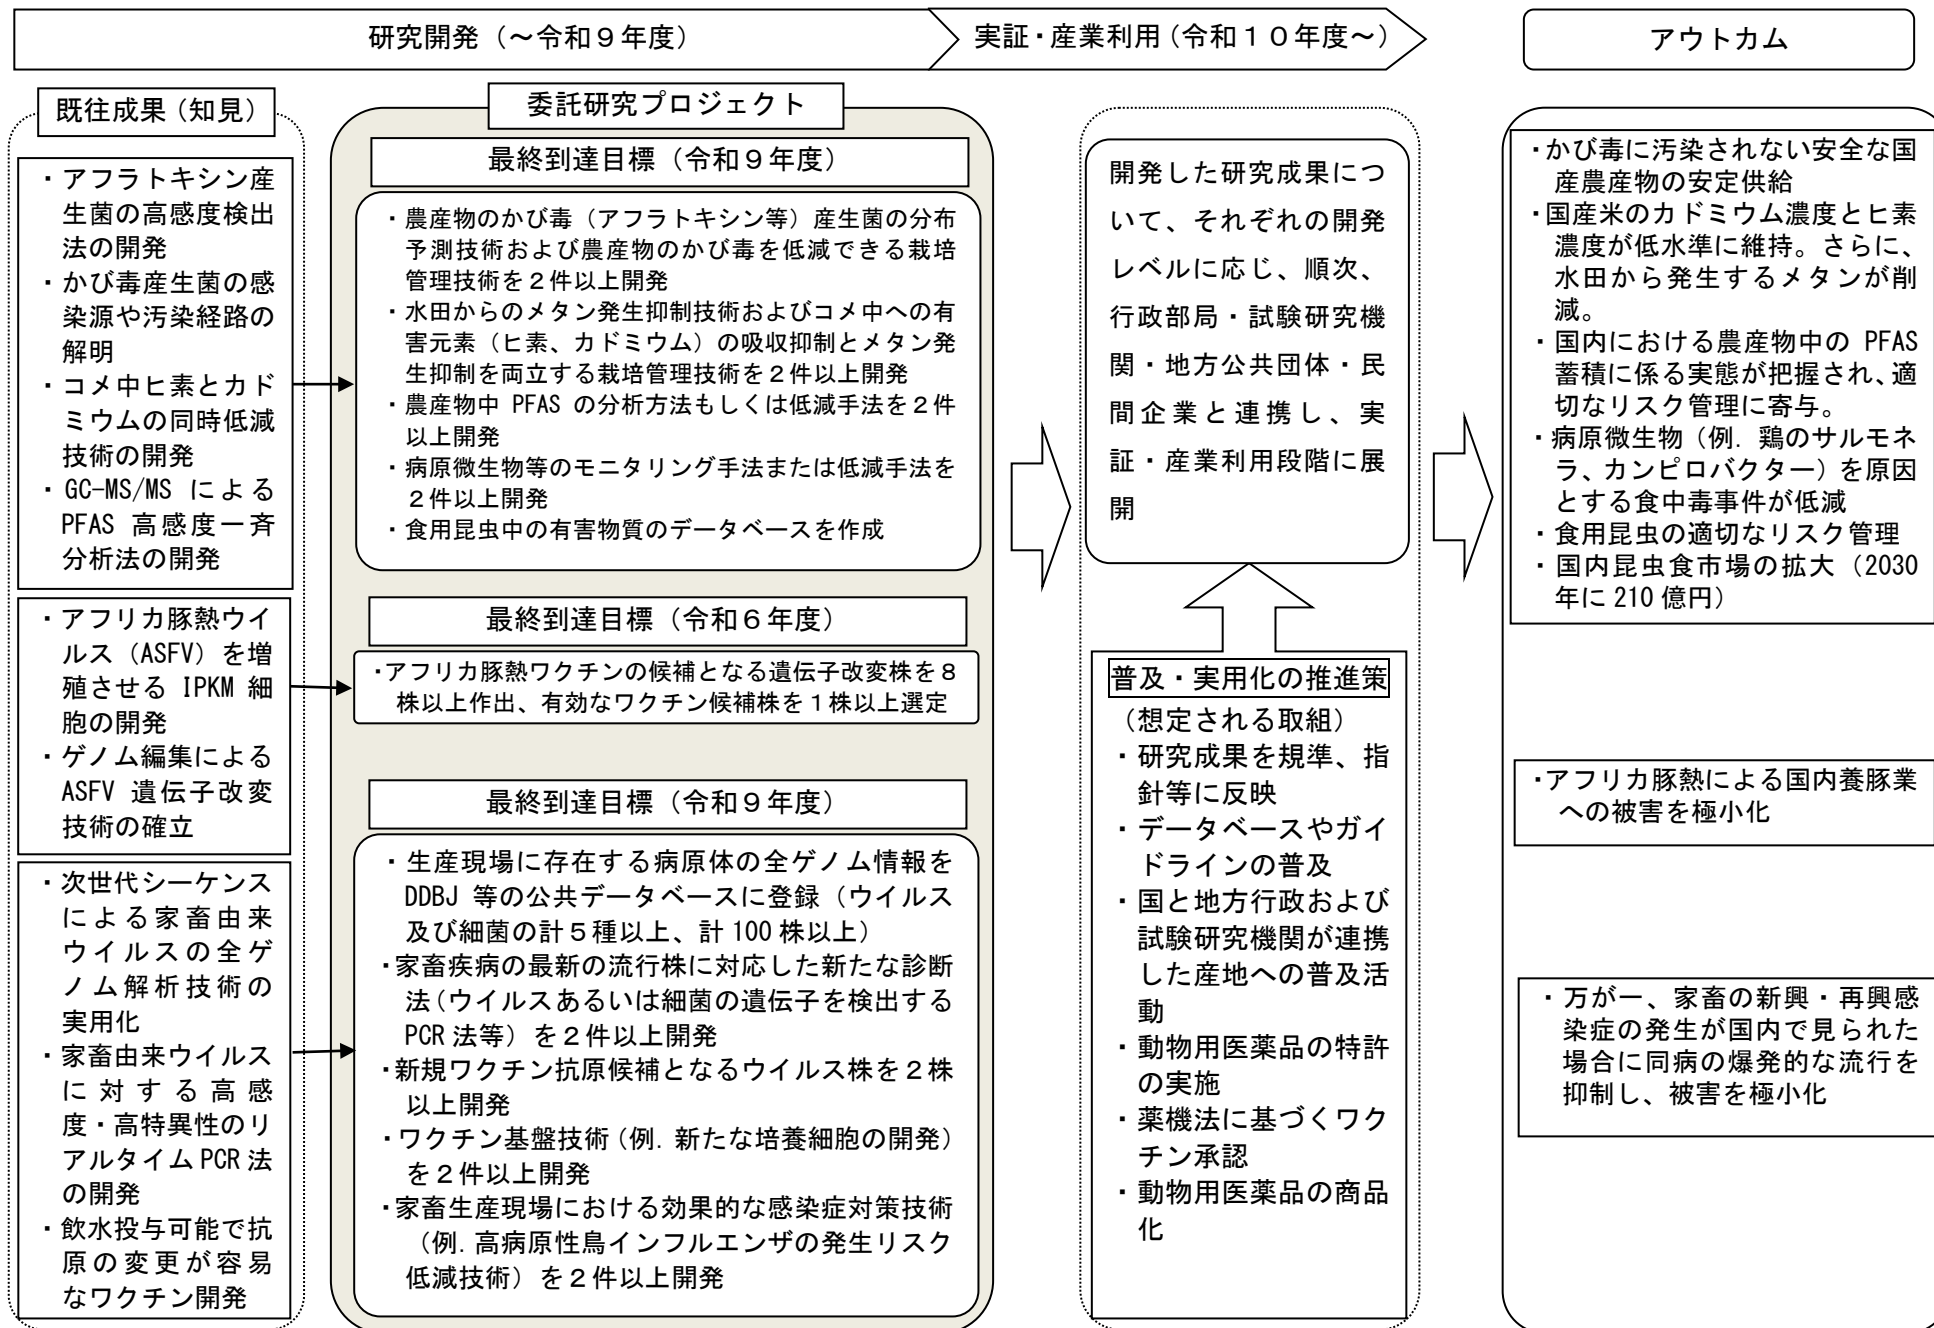 研究開発（～令和９年度）
実証・産業利用（令和１０年度～）
アウトカム
既往成果（知見）
・アフラトキシン産
生菌の高感度検出
法の開発
・かび毒産生菌の感
染源や汚染経路の
解明
・コメ中ヒ素とカド
ミウムの同時低減
技術の開発
・GC-MS/MS による
PFAS 高感度一斉
分析法の開発
・アフリカ豚熱ウイ
ルス（ASFV）を増
殖させる IPKM 細
胞の開発
・ゲノム編集による
ASFV 遺伝子改変
技術の確立
・次世代シーケンス
による家畜由来
ウイルスの全ゲ
ノム解析技術の
実用化
・家畜由来ウイルス
に対する高感
度・高特異性のリ
アルタイム PCR 法
の開発
・飲水投与可能で抗
原の変更が容易
なワクチン開発
委託研究プロジェクト
最終到達目標（令和９年度）
・農産物のかび毒（アフラトキシン等）産生菌の分布
予測技術および農産物のかび毒を低減できる栽培
管理技術を２件以上開発
・水田からのメタン発生抑制技術およびコメ中への有
害元素（ヒ素、カドミウム）の吸収抑制とメタン発
生抑制を両立する栽培管理技術を２件以上開発
・農産物中 PFAS の分析方法もしくは低減手法を２件
以上開発
・病原微生物等のモニタリング手法または低減手法を
２件以上開発
・食用昆虫中の有害物質のデータベースを作成
最終到達目標（令和６年度）
・アフリカ豚熱ワクチンの候補となる遺伝子改変株を８
株以上作出、有効なワクチン候補株を１株以上選定
最終到達目標（令和９年度）
・生産現場に存在する病原体の全ゲノム情報を
DDBJ 等の公共データベースに登録（ウイルス
及び細菌の計５種以上、計 100 株以上）
・家畜疾病の最新の流行株に対応した新たな診断
法（ウイルスあるいは細菌の遺伝子を検出する
PCR 法等）を２件以上開発
・新規ワクチン抗原候補となるウイルス株を２株
以上開発
・ワクチン基盤技術（例．新たな培養細胞の開発）
を２件以上開発
・家畜生産現場における効果的な感染症対策技術
（例．高病原性鳥インフルエンザの発生リスク
低減技術）を２件以上開発
開発した研究成果につ
いて、それぞれの開発
レベルに応じ、順次、
行政部局・試験研究機
関・地方公共団体・民
間企業と連携し、実
証・産業利用段階に展
開
普及・実用化の推進策
（想定される取組）
・研究成果を規準、指
針等に反映
・データベースやガイ
ドラインの普及
・国と地方行政および
試験研究機関が連携
した産地への普及活
動
・動物用医薬品の特許
の実施
・薬機法に基づくワク
チン承認
・動物用医薬品の商品
化
・かび毒に汚染されない安全な国
産農産物の安定供給
・国産米のカドミウム濃度とヒ素
濃度が低水準に維持。さらに、
水田から発生するメタンが削
減。
・国内における農産物中の PFAS
蓄積に係る実態が把握され、適
切なリスク管理に寄与。
・病原微生物（例．鶏のサルモネ
ラ、カンピロバクター）を原因
とする食中毒事件が低減
・食用昆虫の適切なリスク管理
・国内昆虫食市場の拡大（2030
年に 210 億円）
・アフリカ豚熱による国内養豚業
への被害を極小化
・万が一、家畜の新興・再興感
染症の発生が国内で見られた
場合に同病の爆発的な流行を
抑制し、被害を極小化